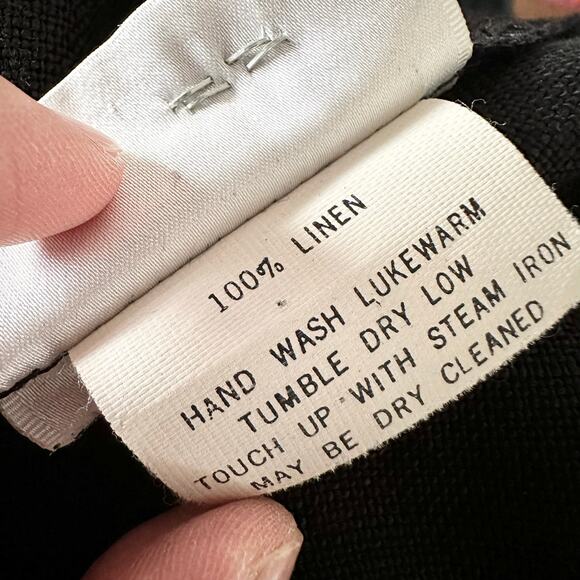 100% LINEN
HAND WASH LUKEWARM
TUMBLE DRY LOW
TOUCH UP WITH STEAM IRON
MAY BE DRY CLEANED